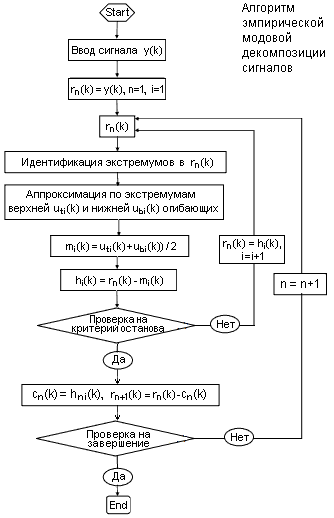 Алгоритм
эмпирической
модовой
декомпозиции
сигналов
Start
Ввод сигнала y(k)
rn(k) = y(k), n=1, i=1
rn(k)
Идентификация экстремумов в rn(k)
Аппроксимация по экстремумам
верхней uti(k) и нижней ubi(k) огибающих
mi(k) = uti(k)+ubi(k)) / 2
hi(k) = rn(k) - mi(k)
rn(k) = hi(k),
i=i+1
n = n+1
Проверка на
критерий останова
Нет
Да
cn(k) = hni(k), rn+1(k) = rn(k)-cn(k)
Проверка на
завершение
Нет
Да
End